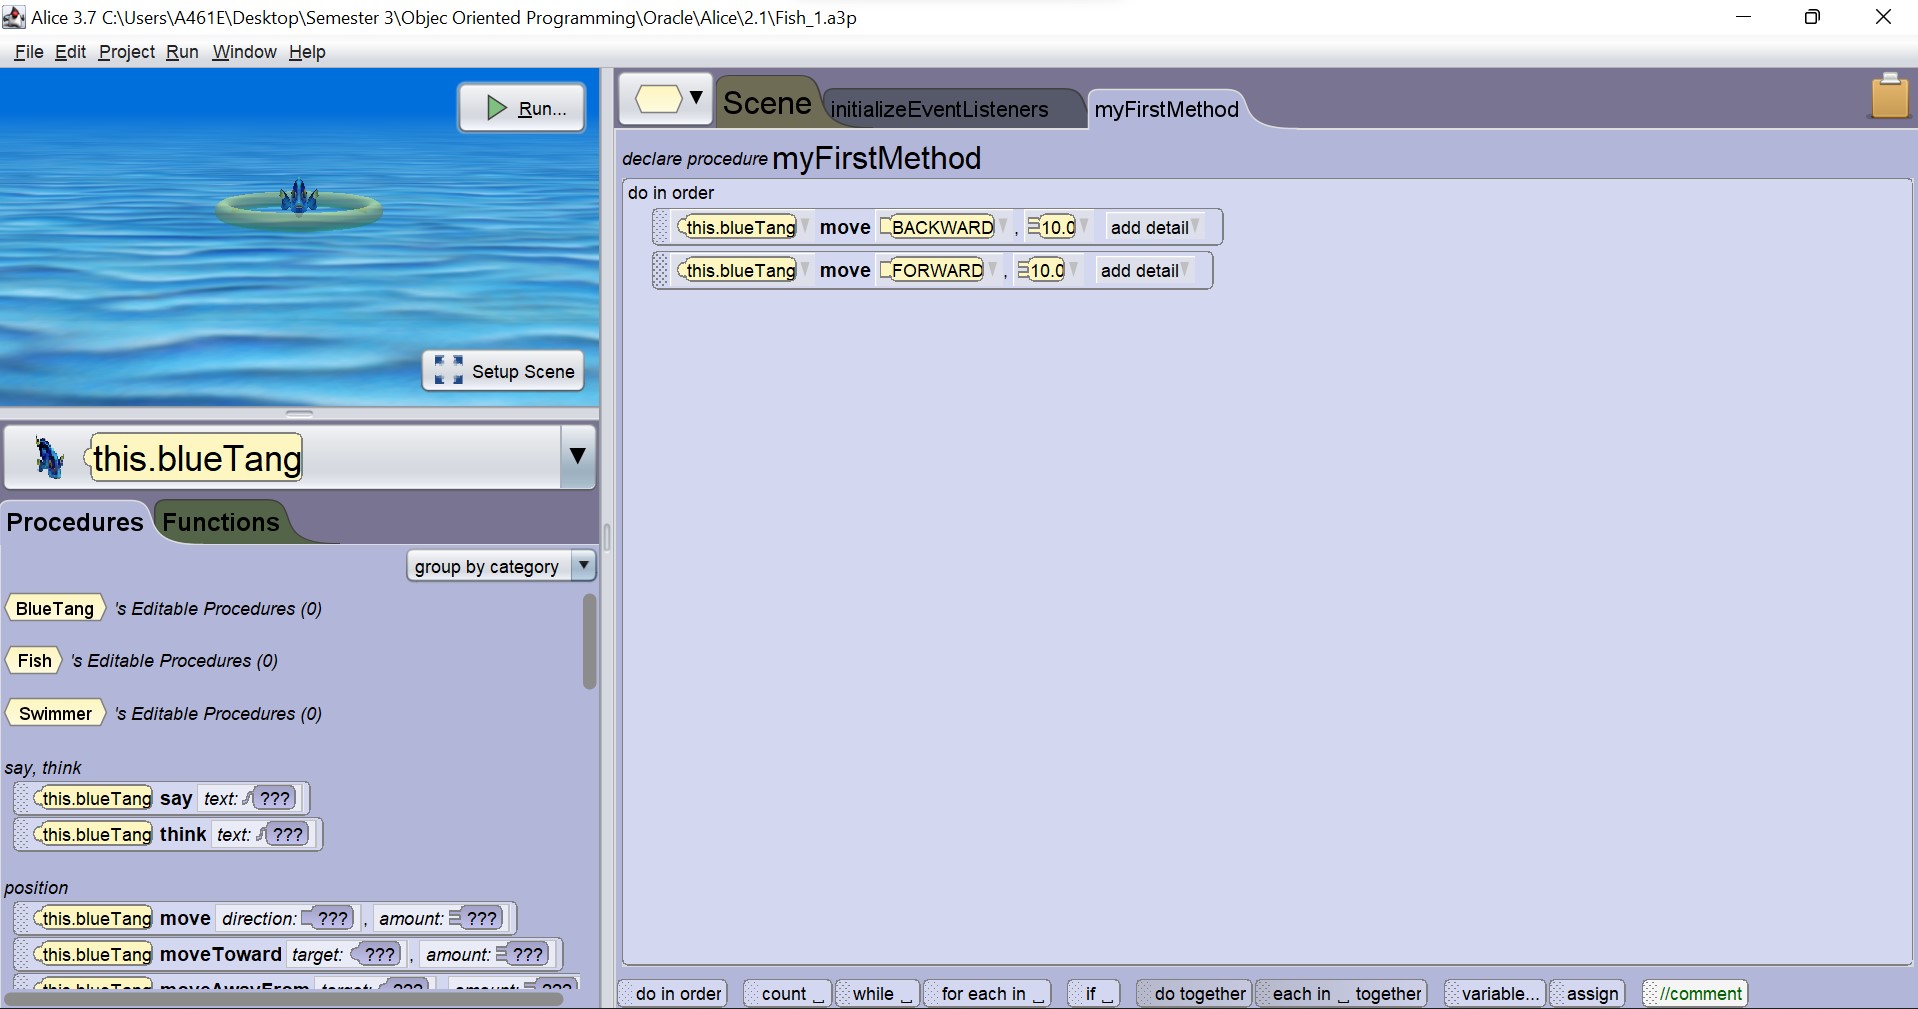 Alice 3.7 C:\Users\A461E\Desktop\Semester 3\Objec Oriented Programming\Oracle\Alice\2.1\Fish_1.a3p
File Edit Project Run Window Help
Run...
Setup Scene
this.blueTang
Procedures Functions
group by category
BlueTang 's Editable Procedures (0)
Fish 's Editable Procedures (0)
Swimmer 's Editable Procedures (0)
say, think
this.blueTang say text: ???
this.blueTang think text: ???
position
this.blueTang move direction: ??? , amount: ???
this.blueTang moveToward target: ??? , amount: ???
this.blueTang moveAwayFrom target: ??? , amount: ???
Scene initializeEventListeners myFirstMethod
declare procedure myFirstMethod
do in order
this.blueTang move BACKWARD , 10.0 add detail
this.blueTang move FORWARD , 10.0 add detail
do in order count _ while _ for each in _ if _ do together each in _ together variable... assign //comment